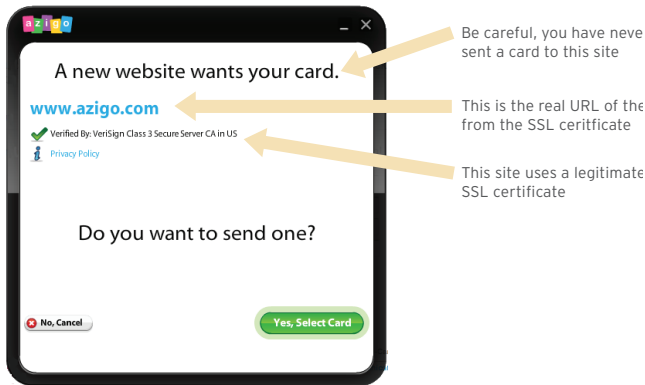 azigo
A new website wants your card.
www.azigo.com
Verified By: VeriSign Class 3 Secure Server CA in US
Privacy Policy
Do you want to send one?
No, Cancel
Yes, Select Card
Be careful, you have neve
sent a card to this site
This is the real URL of the
from the SSL ceritficate
This site uses a legitimate
SSL certificate